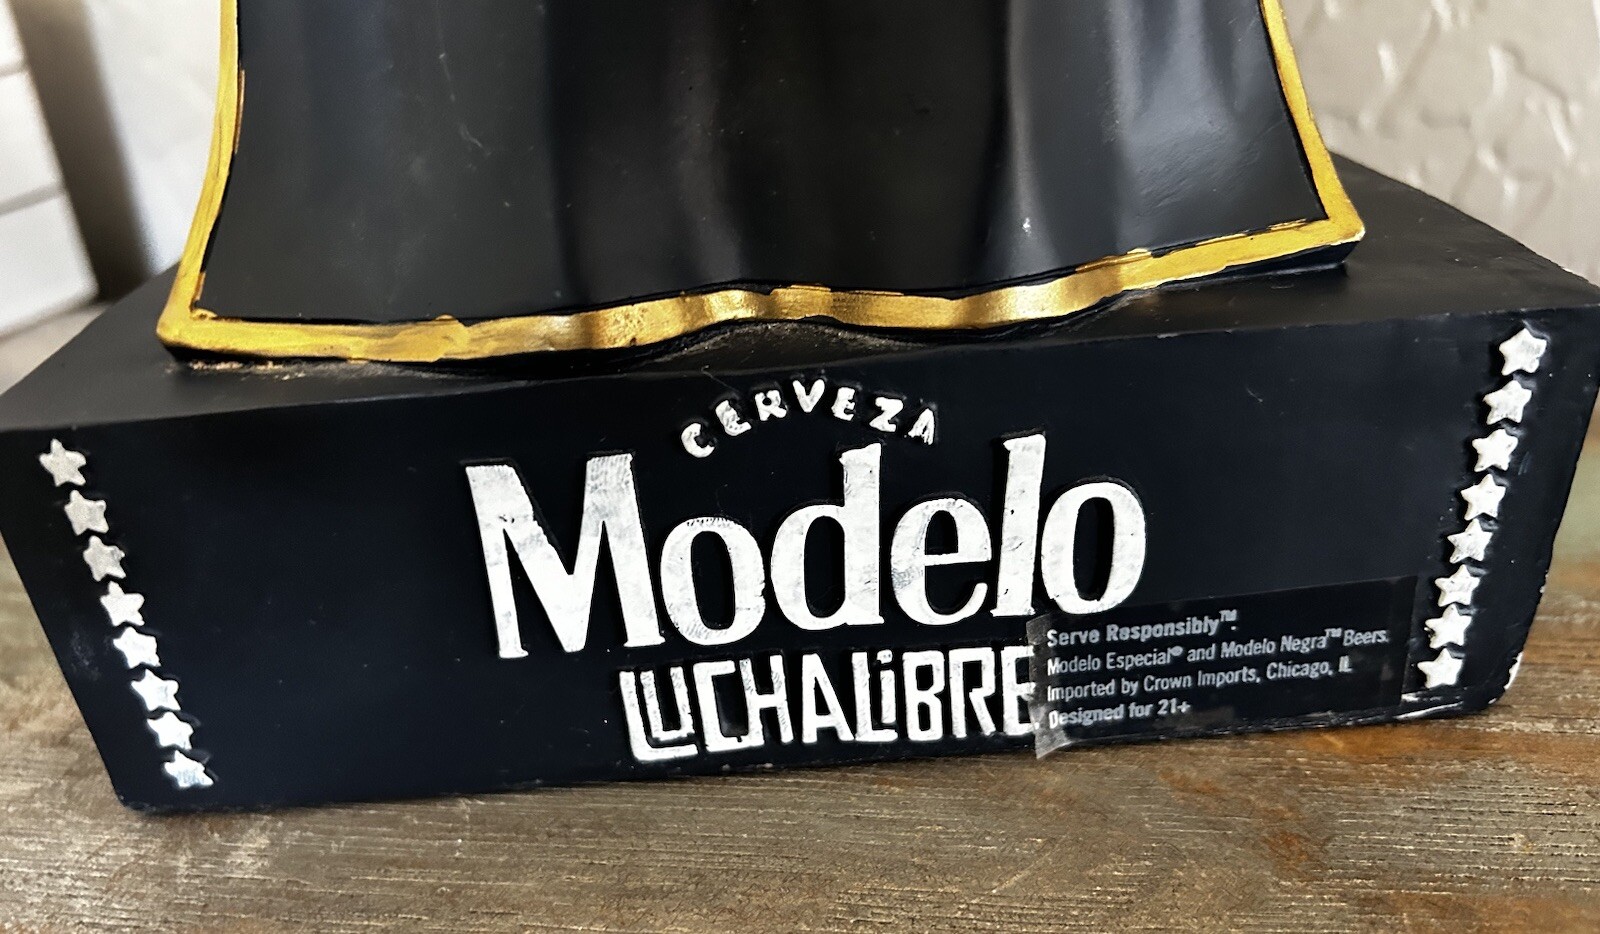 CERVEZA
Modelo
LUCHALiBRE
Serve Responsibly™.
Modelo Especial® and Modelo Negra™ Beers.
Imported by Crown Imports, Chicago, IL
Designed for 21+